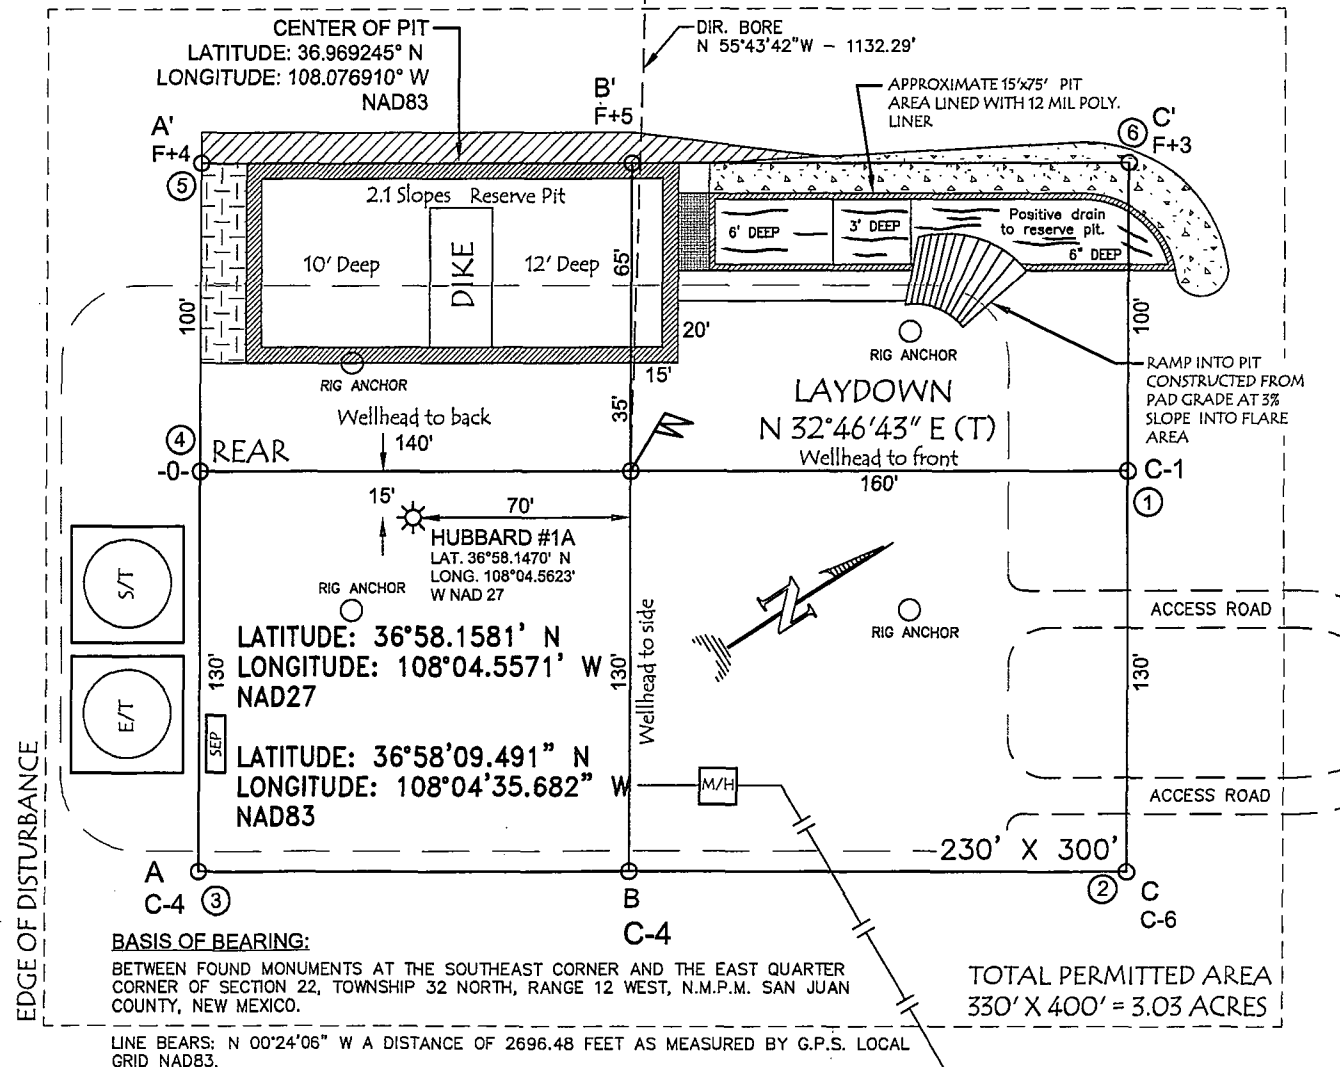 CENTER OF PIT
LATITUDE: 36.969245° N
LONGITUDE: 108.076910° W
NAD83
DIR. BORE
N 55°43'42"W - 1132.29'
APPROXIMATE 15'x75' PIT
AREA LINED WITH 12 MIL POLY.
LINER
A'
F+4
5
B'
F+5
6
C'
F+3
2.1 Slopes Reserve Pit
10' Deep
DIKE
12' Deep
65'
6' DEEP
3' DEEP
Positive drain
to reserve pit.
6" DEEP
100'
100'
20'
15'
35'
RIG ANCHOR
RIG ANCHOR
RAMP INTO PIT
CONSTRUCTED FROM
PAD GRADE AT 3%
SLOPE INTO FLARE
AREA
LAYDOWN
N 32°46'43" E (T)
Wellhead to front
160'
Wellhead to back
140'
4
-0-
REAR
C-1
1
15'
70'
HUBBARD #1A
LAT. 36°58.1470' N
LONG. 108°04.5623'
W NAD 27
RIG ANCHOR
RIG ANCHOR
N
S/T
E/T
SEP
130'
130'
Wellhead to side
130'
LATITUDE: 36°58.1581' N
LONGITUDE: 108°04.5571' W
NAD27
LATITUDE: 36°58'09.491" N
LONGITUDE: 108°04'35.682" W
NAD83
M/H
ACCESS ROAD
ACCESS ROAD
230' X 300'
A
C-4
3
B
C-4
2
C
C-6
EDGE OF DISTURBANCE
BASIS OF BEARING:
BETWEEN FOUND MONUMENTS AT THE SOUTHEAST CORNER AND THE EAST QUARTER
CORNER OF SECTION 22, TOWNSHIP 32 NORTH, RANGE 12 WEST, N.M.P.M. SAN JUAN
COUNTY, NEW MEXICO.
TOTAL PERMITTED AREA
330' X 400' = 3.03 ACRES
LINE BEARS: N 00°24'06" W A DISTANCE OF 2696.48 FEET AS MEASURED BY G.P.S. LOCAL
GRID NAD83.